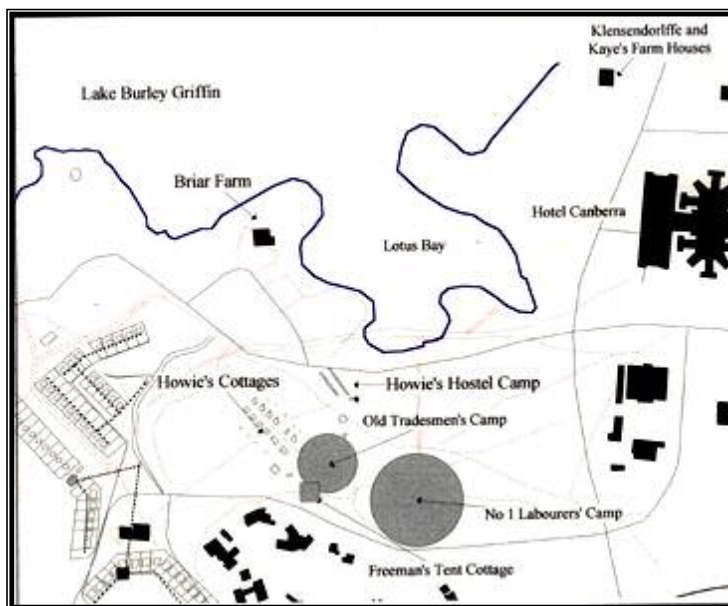 Klensendorlffe and
Kaye's Farm Houses
Lake Burley Griffin
Briar Farm
Hotel Canberra
Lotus Bay
Howie's Cottages
Howie's Hostel Camp
Old Tradesmen's Camp
No 1 Labourers' Camp
Freeman's Tent Cottage